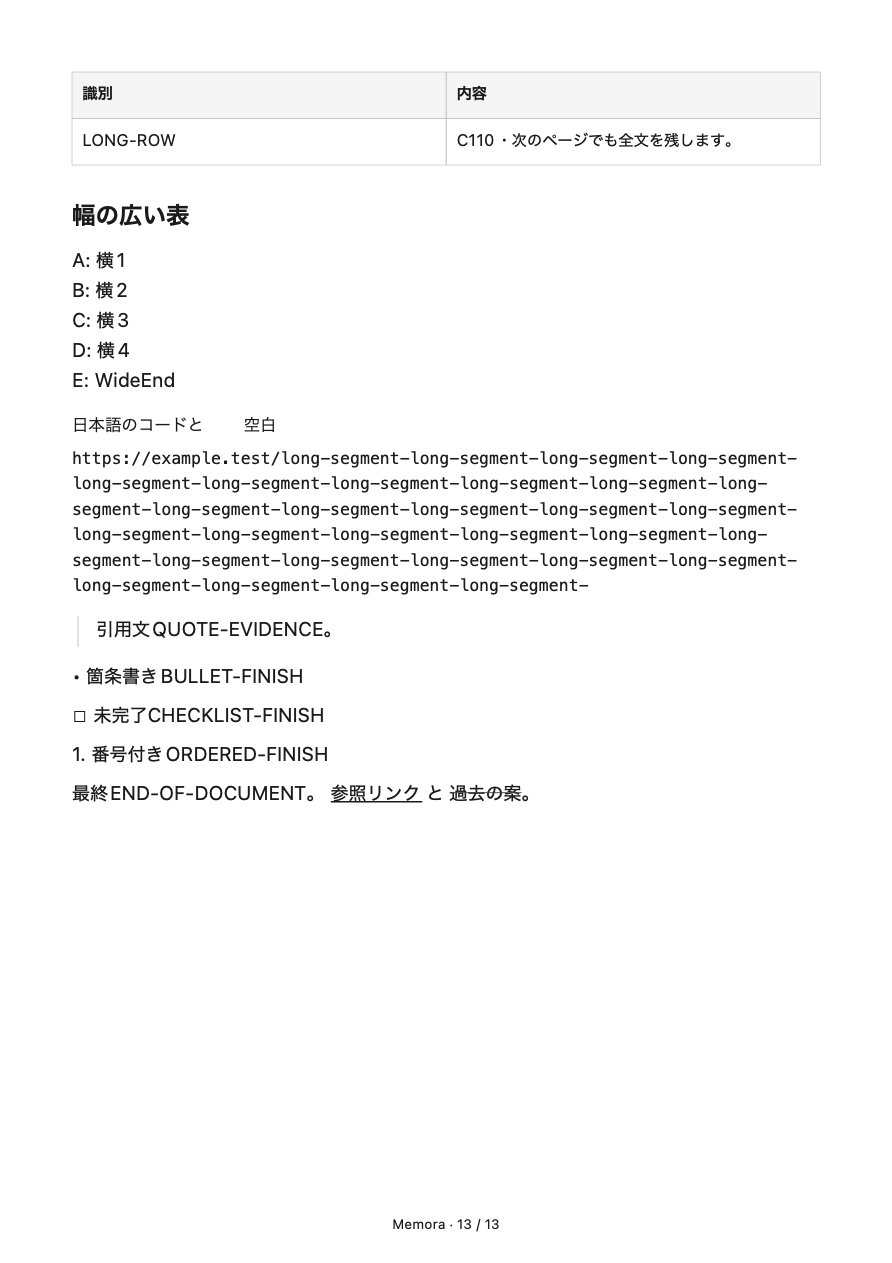 識別 内容
LONG-ROW C110・次のページでも全文を残します。
幅の広い表
A: 横1
B: 横2
C: 横3
D: 横4
E: WideEnd
日本語のコードと　　空白
https://example.test/long-segment-long-segment-long-segment-long-segment-
long-segment-long-segment-long-segment-long-segment-long-segment-long-
segment-long-segment-long-segment-long-segment-long-segment-long-segment-
long-segment-long-segment-long-segment-long-segment-long-segment-long-
segment-long-segment-long-segment-long-segment-long-segment-long-segment-
long-segment-long-segment-long-segment-long-segment-
引用文QUOTE-EVIDENCE。
• 箇条書きBULLET-FINISH
☐ 未完了CHECKLIST-FINISH
1. 番号付きORDERED-FINISH
最終END-OF-DOCUMENT。 参照リンク と 過去の案。
Memora · 13 / 13